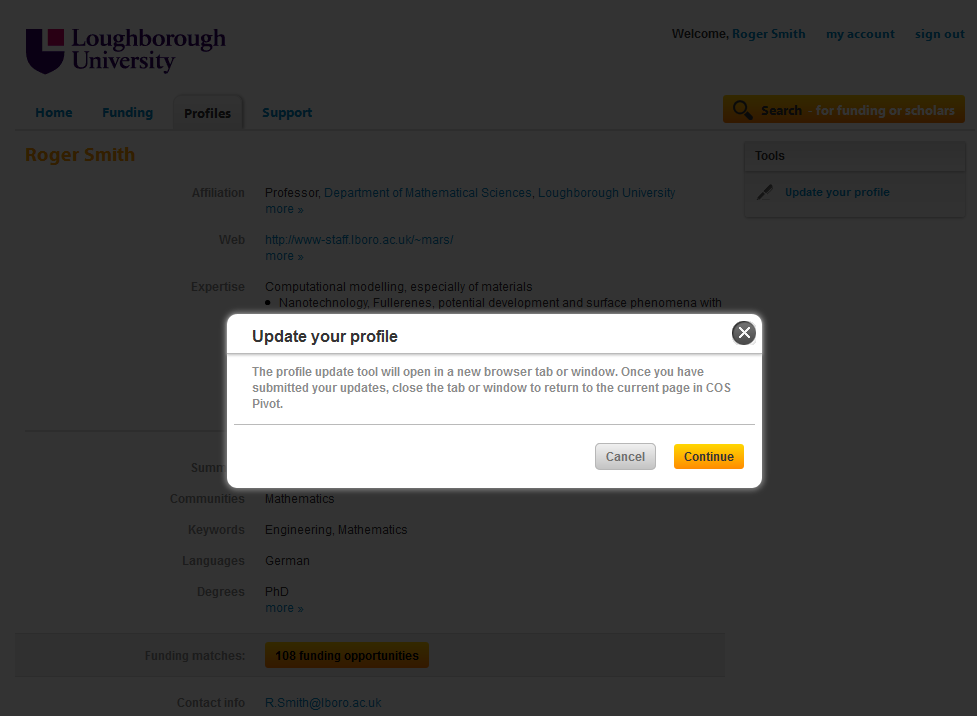 Loughborough
University
Welcome, Roger Smith my account sign out
Home Funding Profiles Support
Search - for funding or scholars
Roger Smith
Tools
Update your profile
Affiliation Professor, Department of Mathematical Sciences, Loughborough University
more »
Web http://www-staff.lboro.ac.uk/~mars/
more »
Expertise Computational modelling, especially of materials
• Nanotechnology, Fullerenes, potential development and surface phenomena with
Update your profile
The profile update tool will open in a new browser tab or window. Once you have
submitted your updates, close the tab or window to return to the current page in COS
Pivot.
Cancel Continue
Communities Mathematics
Keywords Engineering, Mathematics
Languages German
Degrees PhD
more »
Funding matches: 108 funding opportunities
Contact info R.Smith@lboro.ac.uk